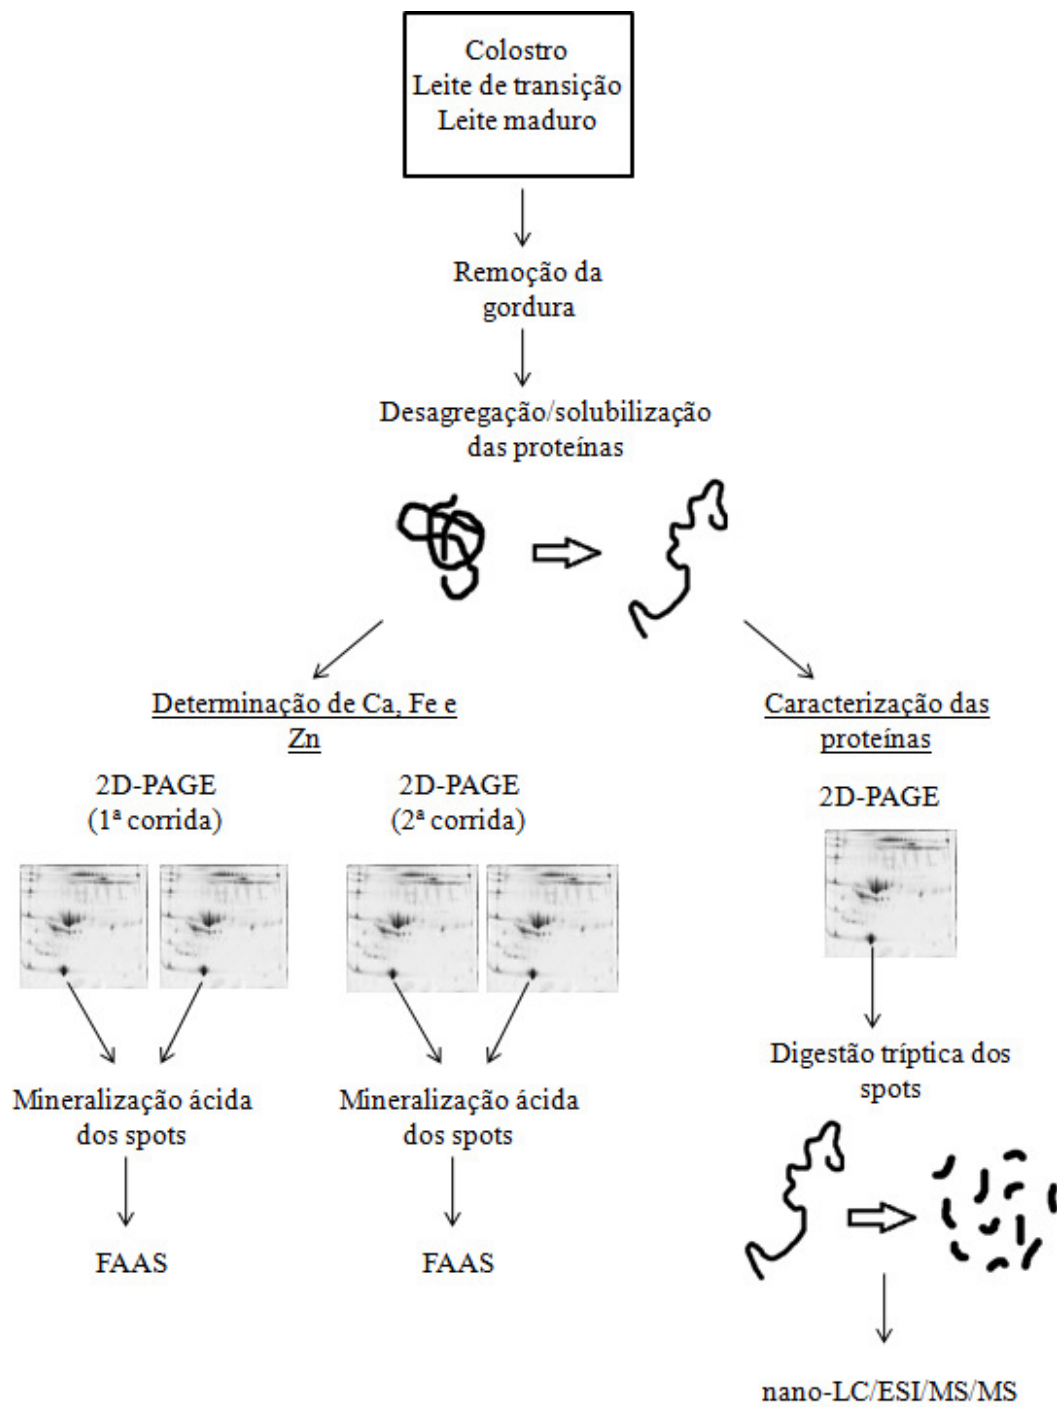 Colostro
Leite de transição
Leite maduro
Remoção da
gordura
Desagregação/solubilização
das proteínas
Determinação de Ca, Fe e
Zn
2D-PAGE
(1ª corrida)
2D-PAGE
(2ª corrida)
Mineralização ácida
dos spots
Mineralização ácida
dos spots
FAAS
FAAS
Caracterização das
proteínas
2D-PAGE
Digestão tríptica dos
spots
nano-LC/ESI/MS/MS